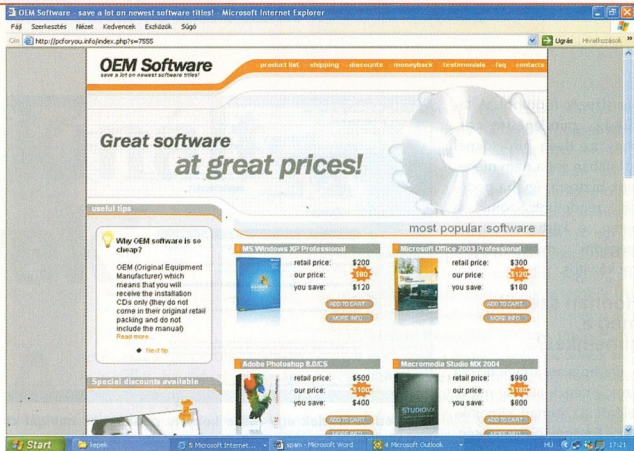 OEM Software - save a lot on newest software titles! - Microsoft Internet Explorer
Fájl Szerkesztés Nézet Kedvencek Eszközök Súgó
Cím http://pcforyou.info/index.php?s=7555 Ugrás Hivatkozások »
OEM Software
save a lot on newest software titles!
product list shipping discounts moneyback testimonials faq contacts
Great software
at great prices!
useful tips
most popular software
Why OEM software is so
cheap?
OEM (Original Equipment
Manufacturer) which
means that you will
receive the installation
CDs only (they do not
come in their original retail
packing and do not
include the manual)
Read more...
Next tip
Special discounts available
MS Windows XP Professional
retail price: $200
our price: $80
you save: $120
ADD TO CART
MORE INFO
Microsoft Office 2003 Professional
retail price: $300
our price: $120
you save: $180
ADD TO CART
MORE INFO
Adobe Photoshop 8.0/CS
retail price: $500
our price: $100
you save: $400
ADD TO CART
Macromedia Studio MX 2004
STUDIO MX
retail price: $980
our price: $180
you save: $800
ADD TO CART
Start kepek 5 Microsoft Internet... spam - Microsoft Word 4 Microsoft Outlook HU 17:21